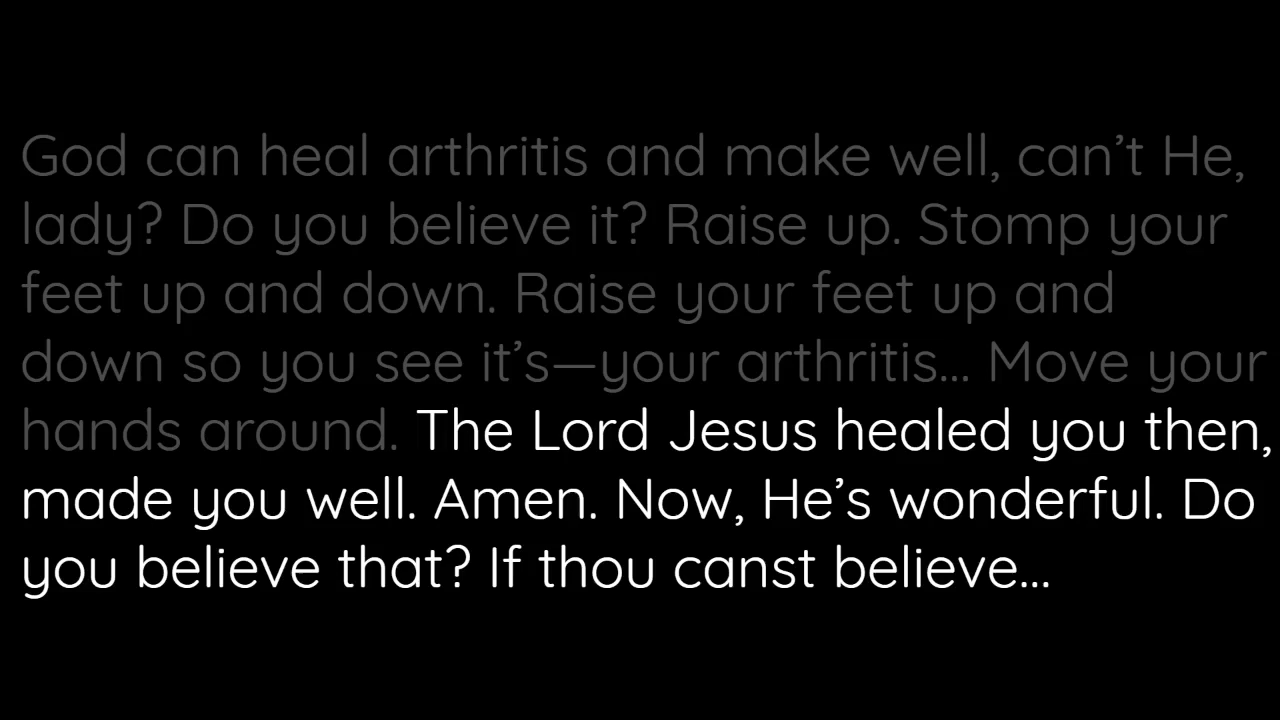 God can heal arthritis and make well, can’t He,
lady? Do you believe it? Raise up. Stomp your
feet up and down. Raise your feet up and
down so you see it’s—your arthritis... Move your
hands around. The Lord Jesus healed you then,
made you well. Amen. Now, He’s wonderful. Do
you believe that? If thou canst believe...